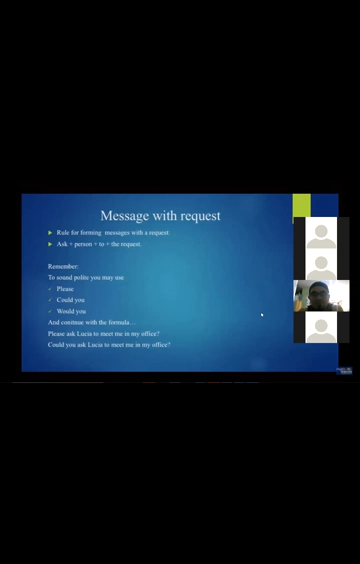 Message with request
Rule for forming messages with a request:
Ask + person + to + the request.
Remember:
To sound polite you may use
Please
Could you
Would you
And continue with the formula…
Please ask Lucia to meet me in my office?
Could you ask Lucia to meet me in my office?